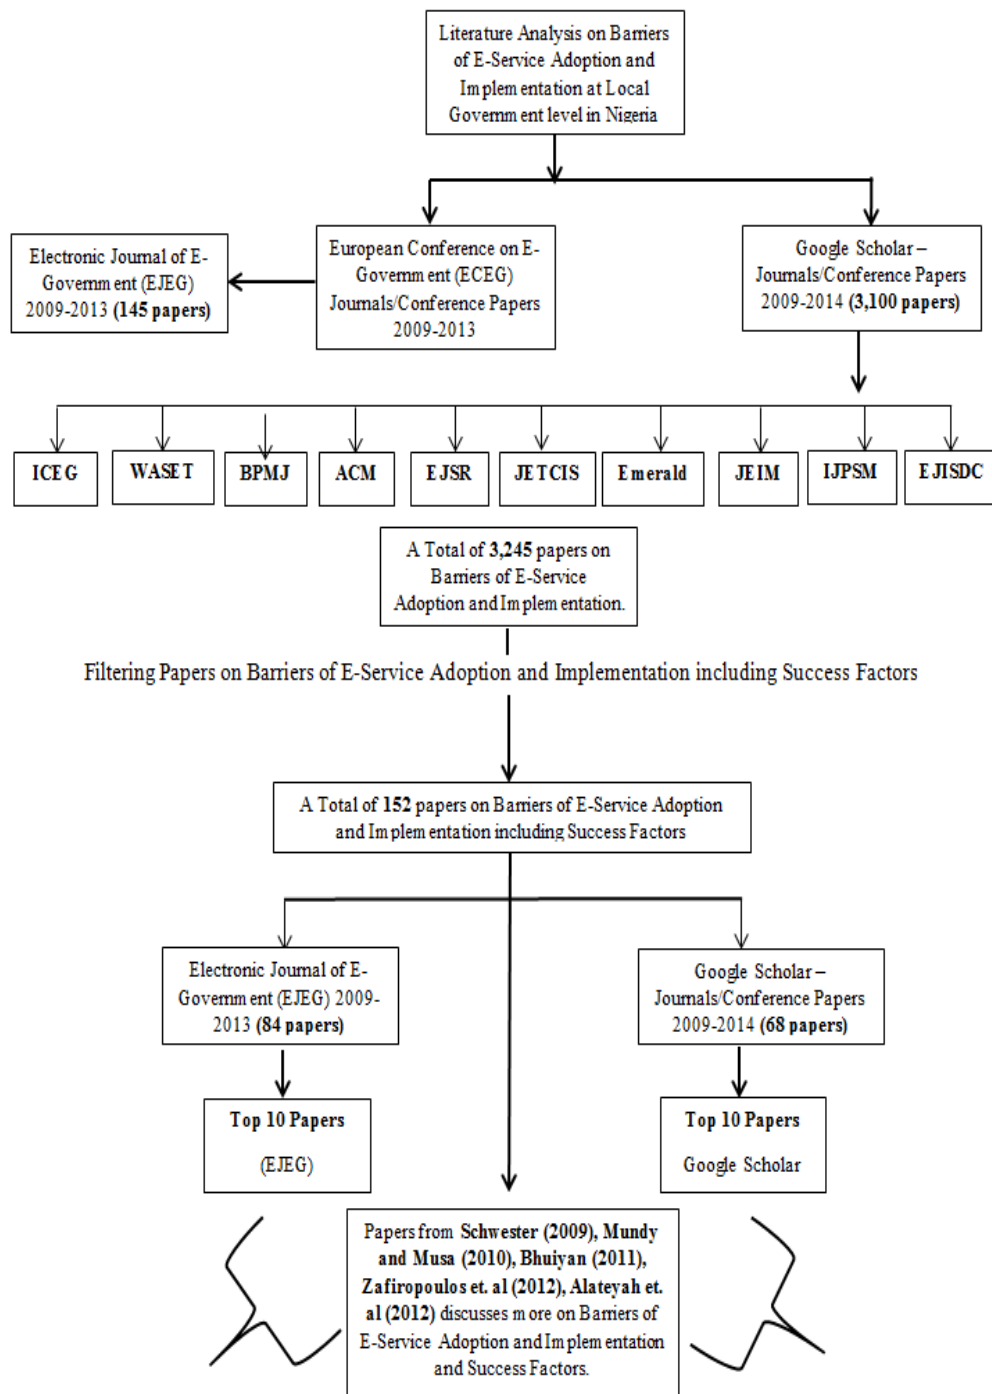 Literature Analysis on Barriers
of E-Service Adoption and
Implementation at Local
Government level in Nigeria
Electronic Journal of E-
Government (EJEG)
2009-2013 (145 papers)
European Conference on E-
Government (ECEG)
Journals/Conference Papers
2009-2013
Google Scholar –
Journals/Conference Papers
2009-2014 (3,100 papers)
ICEG
WASET
BPMJ
ACM
EJSR
JETCIS
Emerald
JEIM
IJPSM
EJISDC
A Total of 3,245 papers on
Barriers of E-Service
Adoption and Implementation.
Filtering Papers on Barriers of E-Service Adoption and Implementation including Success Factors
A Total of 152 papers on Barriers of E-Service Adoption
and Implementation including Success Factors
Electronic Journal of E-
Government (EJEG) 2009-
2013 (84 papers)
Google Scholar –
Journals/Conference Papers
2009-2014 (68 papers)
Top 10 Papers
(EJEG)
Top 10 Papers
Google Scholar
Papers from Schwester (2009), Mundy
and Musa (2010), Bhuiyan (2011),
Zafiropoulos et. al (2012), Alateyah et.
al (2012) discusses more on Barriers of
E-Service Adoption and Implementation
and Success Factors.